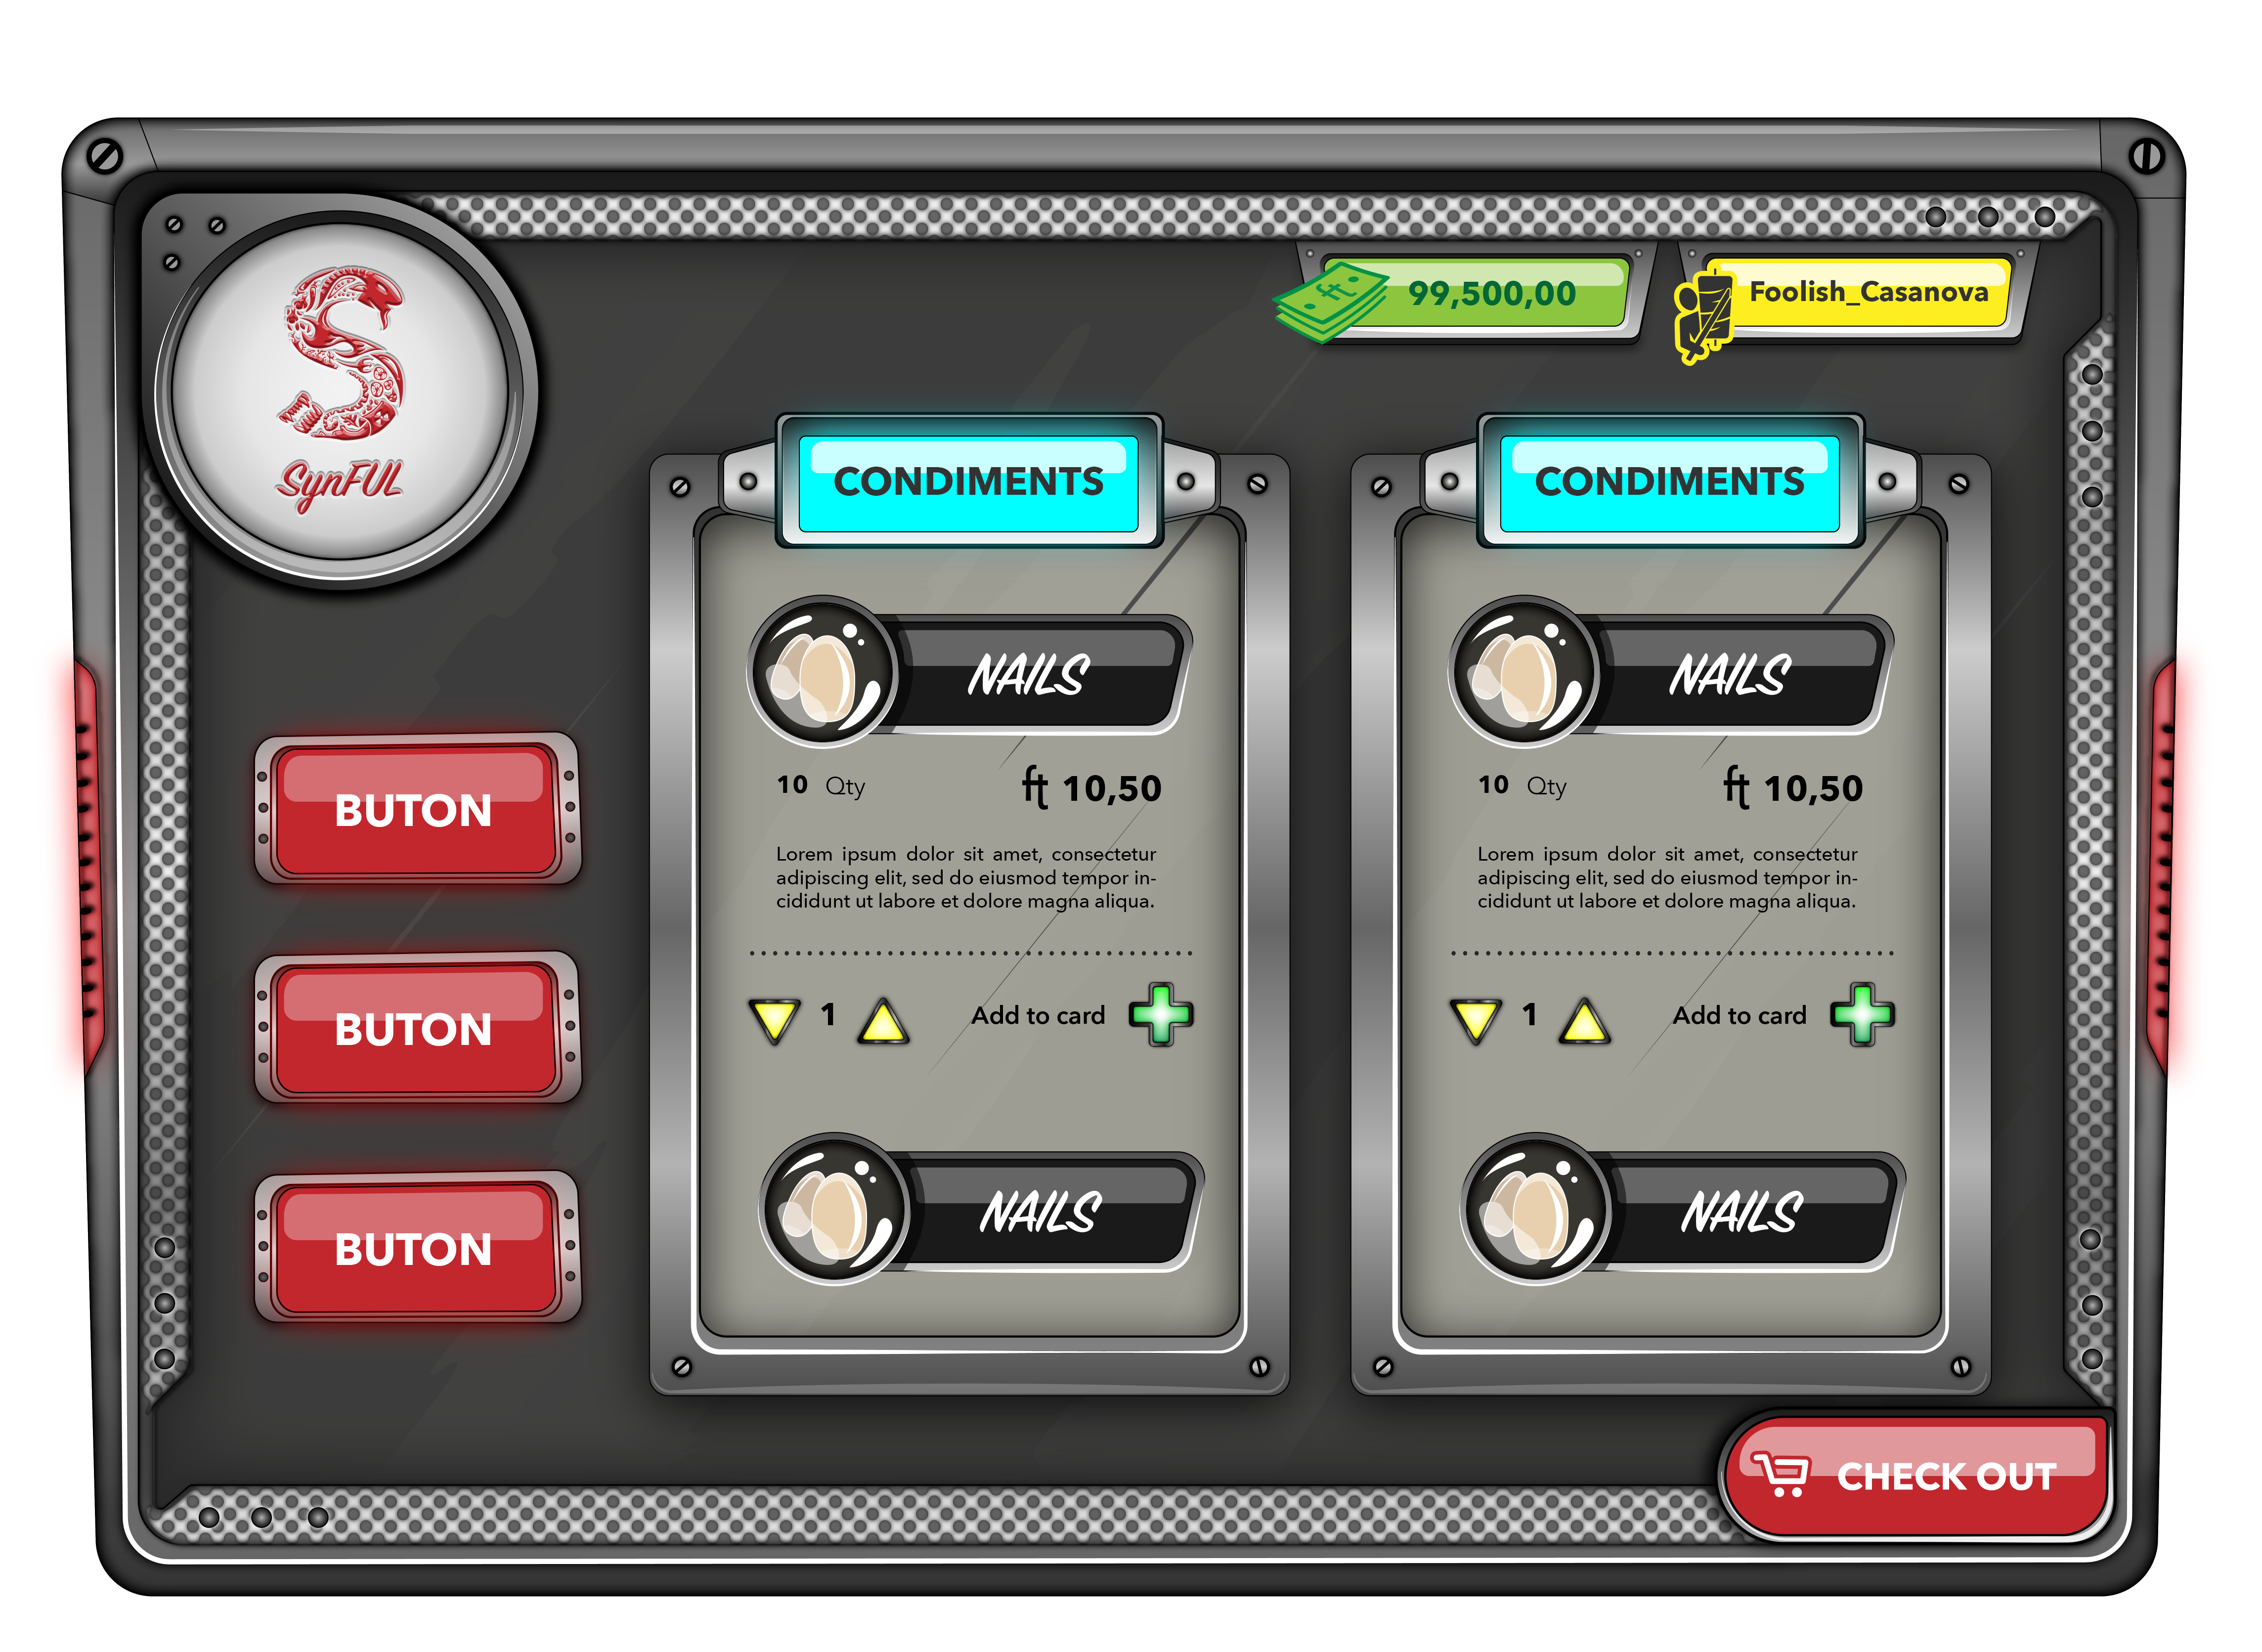 SynFUL
99,500,00
Foolish_Casanova
CONDIMENTS
NAILS
10 Qty ft 10,50
Lorem ipsum dolor sit amet, consectetur
adipiscing elit, sed do eiusmod tempor in-
cididunt ut labore et dolore magna aliqua.
1 Add to card
NAILS
CONDIMENTS
NAILS
10 Qty ft 10,50
Lorem ipsum dolor sit amet, consectetur
adipiscing elit, sed do eiusmod tempor in-
cididunt ut labore et dolore magna aliqua.
1 Add to card
NAILS
BUTON
BUTON
BUTON
CHECK OUT